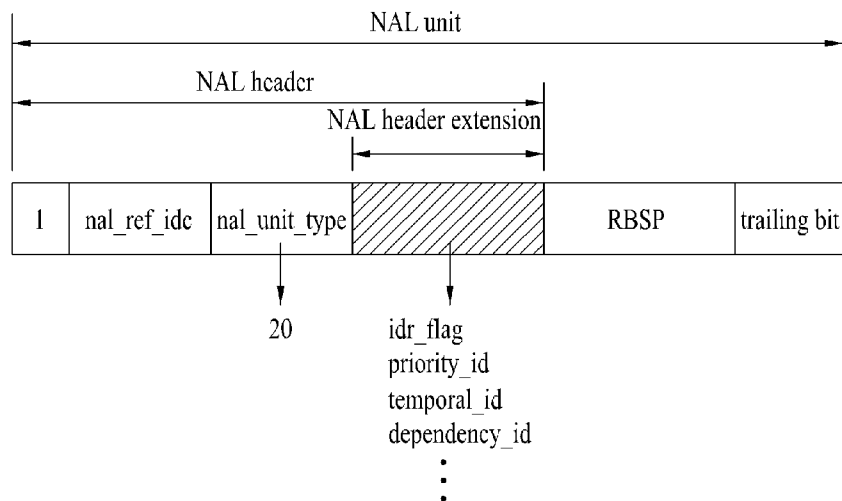 NAL unit
NAL header
NAL header extension
1 nal_ref_idc nal_unit_type RBSP trailing bit
20
idr_flag
priority_id
temporal_id
dependency_id